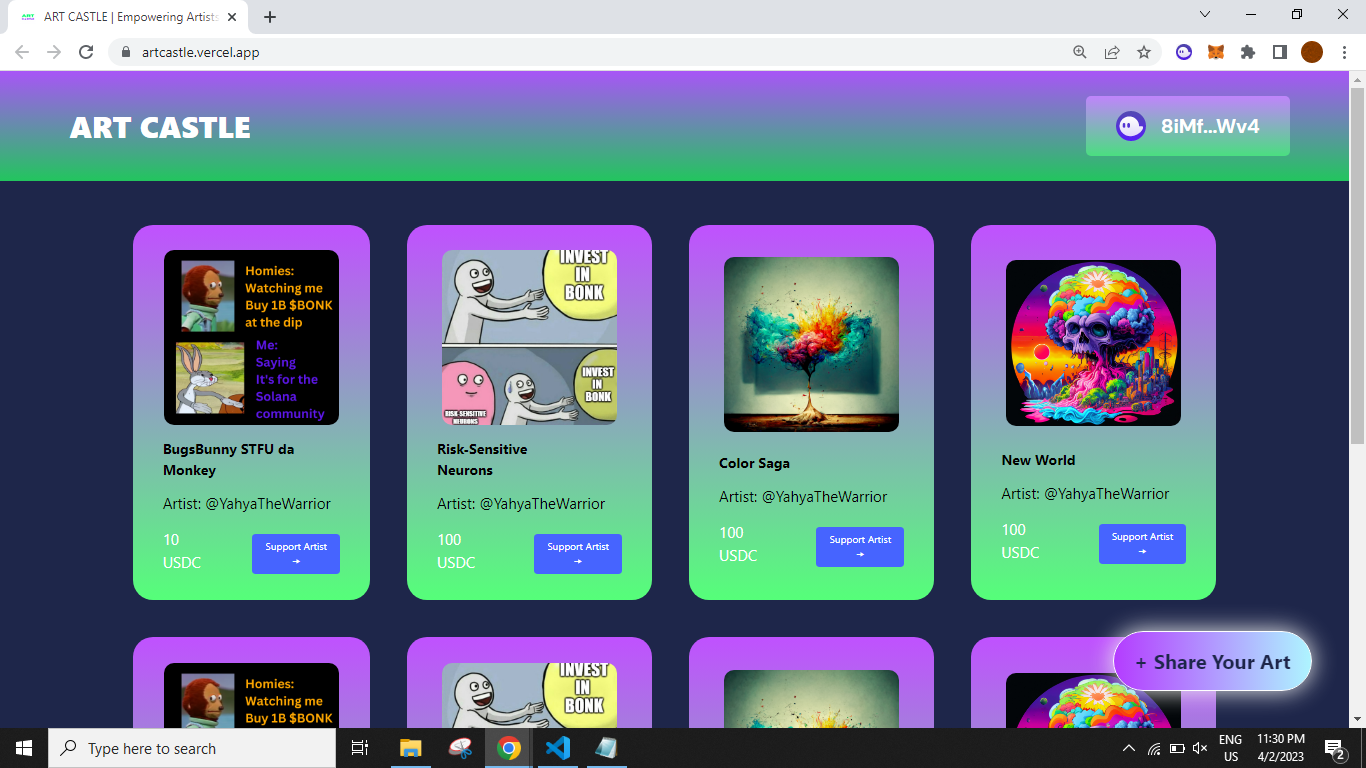 ART CASTLE | Empowering Artists
artcastle.vercel.app
ART CASTLE
8iMf...Wv4
Homies:
Watching me
Buy 1B $BONK
at the dip
Me:
Saying
It's for the
Solana
community
BugsBunny STFU da
Monkey
Artist: @YahyaTheWarrior
10
USDC
Support Artist
→
INVEST
IN
BONK
INVEST
IN
BONK
RISK-SENSITIVE
NEURONS
Risk-Sensitive
Neurons
Artist: @YahyaTheWarrior
100
USDC
Support Artist
→
Color Saga
Artist: @YahyaTheWarrior
100
USDC
Support Artist
→
New World
Artist: @YahyaTheWarrior
100
USDC
Support Artist
→
Homies:
Watching me
Buy 1B $BONK
INVEST
IN
BONK
+ Share Your Art
Type here to search
ENG
US
11:30 PM
4/2/2023
2